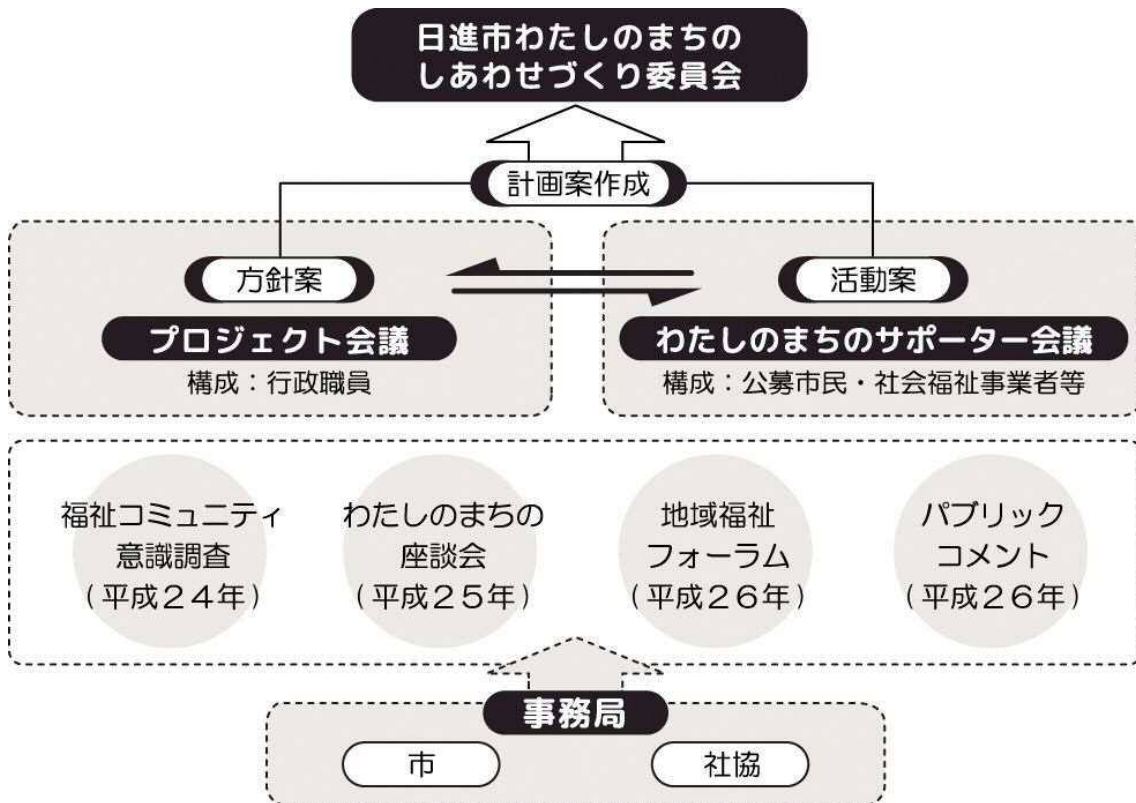 日進市わたしのまちの
しあわせづくり委員会
計画案作成
方針案
プロジェクト会議
構成：行政職員
活動案
わたしのまちのサポーター会議
構成：公募市民・社会福祉事業者等
福祉コミュニティ
意識調査
(平成２４年)
わたしのまちの
座談会
(平成２５年)
地域福祉
フォーラム
(平成２６年)
パブリック
コメント
(平成２６年)
事務局
市
社協